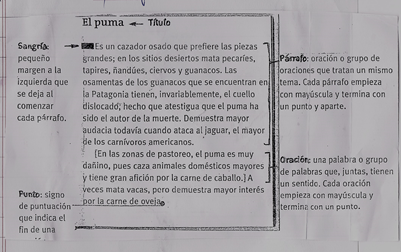 El puma ← Título
Sangría:
pequeño
margen a la
izquierda que
se deja al
comenzar
cada párrafo.
Es un cazador osado que prefiere las piezas
grandes; en los sitios desiertos mata pecaríes,
tapires, ñandúes, ciervos y guanacos. Las
osamentas de los guanacos que se encuentran en
la Patagonia tienen, invariablemente, el cuello
dislocado, hecho que atestigua que el puma ha
sido el autor de la muerte. Demuestra mayor
audacia todavía cuando ataca al jaguar, el mayor
de los carnívoros americanos.
[En las zonas de pastoreo, el puma es muy
dañino, pues caza animales domésticos mayores
y tiene gran afición por la carne de caballo.] A
veces mata vacas, pero demuestra mayor interés
por la carne de oveja.
Párrafo: oración o grupo de
oraciones que tratan un mismo
tema. Cada párrafo empieza
con mayúscula y termina con
un punto y aparte.
Oración: una palabra o grupo
de palabras que, juntas, tienen
un sentido. Cada oración
empieza con mayúscula y
termina con un punto.
Punto: signo
de puntuación
que indica el
fin de una